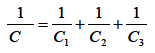 1/C = 1/C₁ + 1/C₂ + 1/C₃